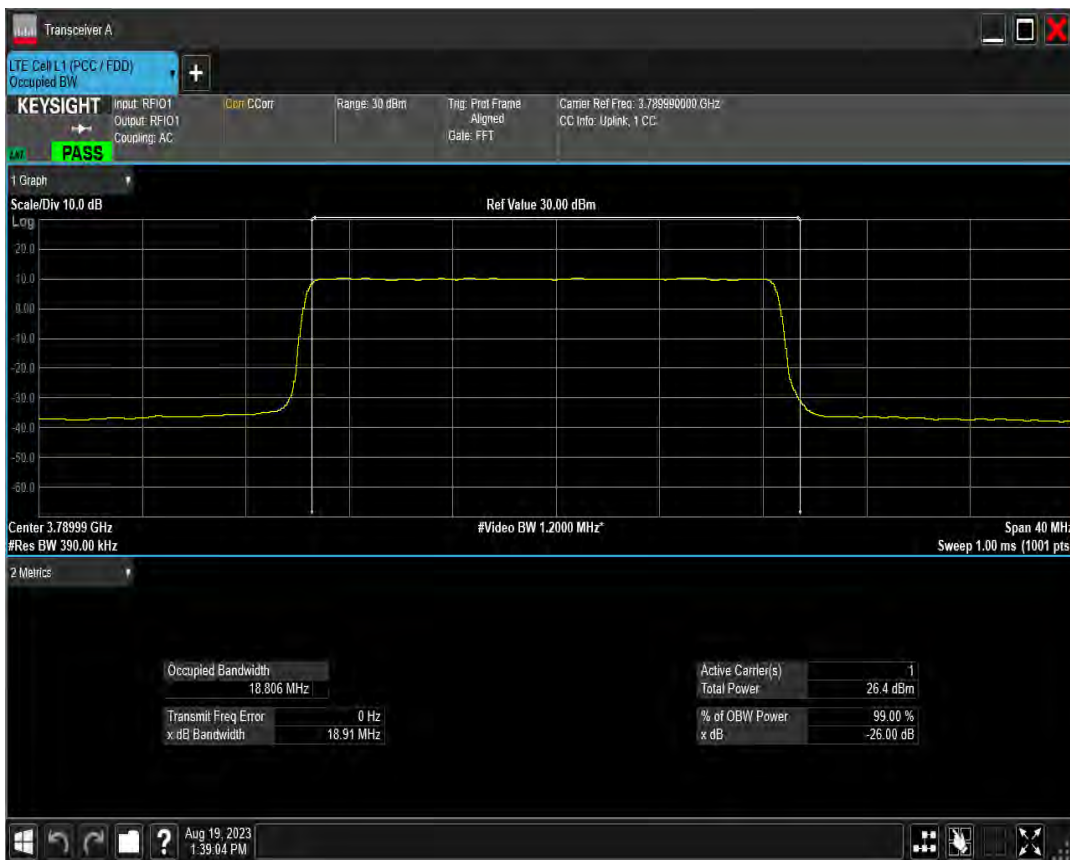 Transceiver A
LTE Cell L1 (PCC / FDD)
Occupied BW
+
KEYSIGHT
Input: RFIO1
Output: RFIO1
Coupling: AC
Corr CCorr
Range: 30 dBm
Trig: Prot Frame
Aligned
Gate: FFT
Carrier Ref Freq: 3.789990000 GHz
CC Info: Uplink, 1 CC
PASS
1 Graph
Scale/Div 10.0 dB
Ref Value 30.00 dBm
Log
20.0
10.0
0.00
-10.0
-20.0
-30.0
-40.0
-50.0
-60.0
Center 3.78999 GHz
#Video BW 1.2000 MHz*
Span 40 MHz
#Res BW 390.00 kHz
Sweep 1.00 ms (1001 pts
2 Metrics
Occupied Bandwidth
18.806 MHz
Transmit Freq Error 0 Hz
x dB Bandwidth 18.91 MHz
Active Carrier(s) 1
Total Power 26.4 dBm
% of OBW Power 99.00 %
x dB -26.00 dB
?
Aug 19, 2023
1:39:04 PM